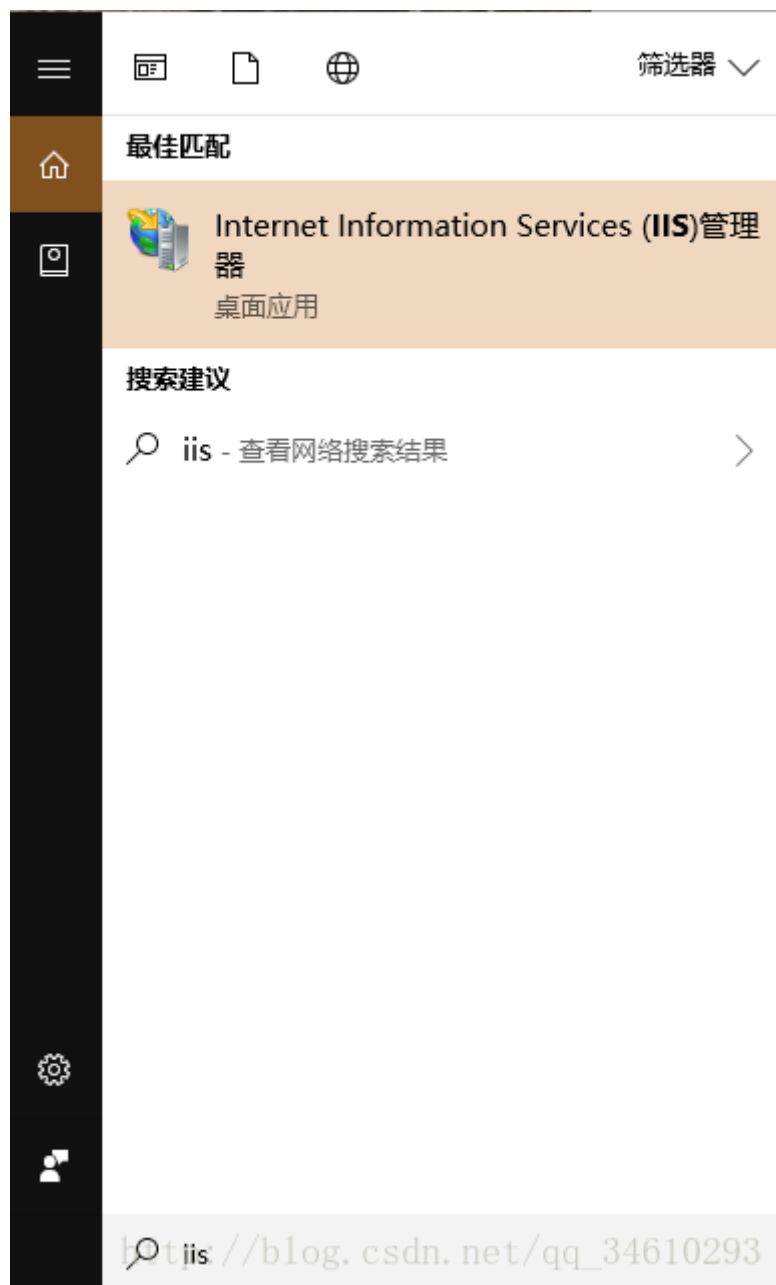 筛选器
最佳匹配
Internet Information Services (IIS)管理
器
桌面应用
搜索建议
iis - 查看网络搜索结果
iis
http://blog.csdn.net/qq_34610293